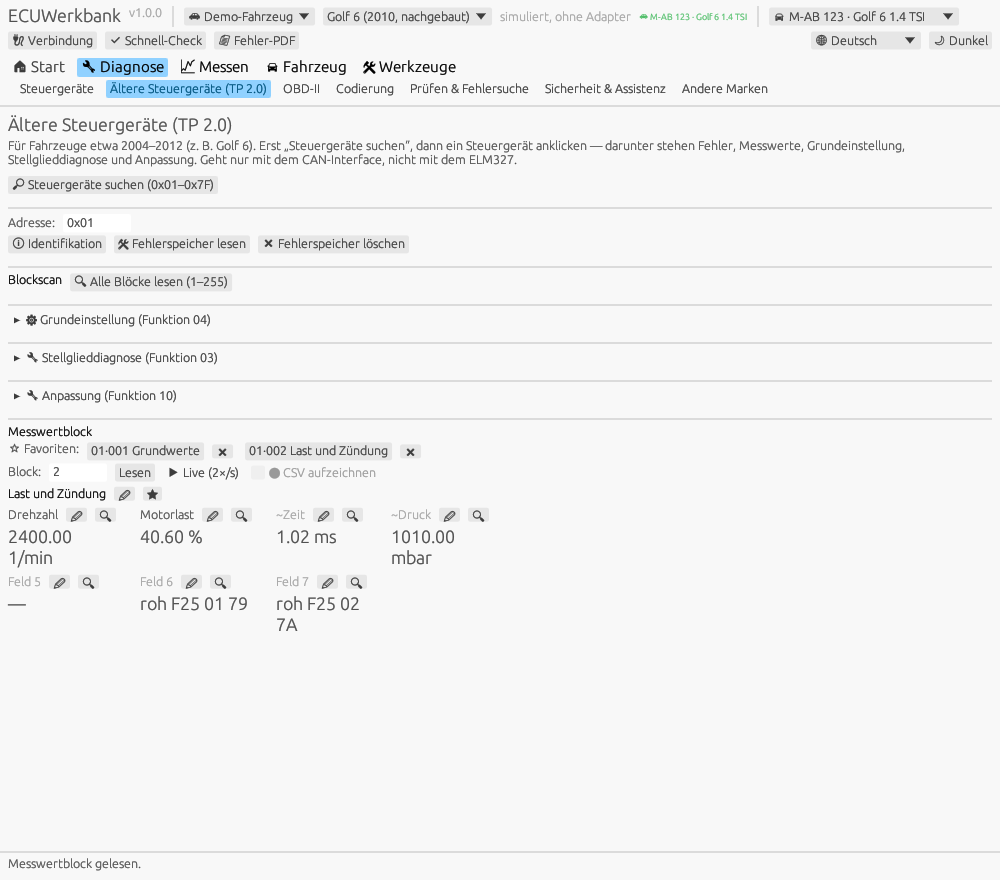 ECUWerkbank v1.0.0 Demo-Fahrzeug Golf 6 (2010, nachgebaut) simuliert, ohne Adapter M-AB 123 · Golf 6 1.4 TSI M-AB 123 · Golf 6 1.4 TSI
Verbindung Schnell-Check Fehler-PDF Deutsch Dunkel
Start Diagnose Messen Fahrzeug Werkzeuge
Steuergeräte Ältere Steuergeräte (TP 2.0) OBD-II Codierung Prüfen & Fehlersuche Sicherheit & Assistenz Andere Marken
Ältere Steuergeräte (TP 2.0)
Für Fahrzeuge etwa 2004–2012 (z. B. Golf 6). Erst „Steuergeräte suchen“, dann ein Steuergerät anklicken — darunter stehen Fehler, Messwerte, Grundeinstellung,
Stellglieddiagnose und Anpassung. Geht nur mit dem CAN-Interface, nicht mit dem ELM327.
Steuergeräte suchen (0x01–0x7F)
Adresse: 0x01
Identifikation Fehlerspeicher lesen Fehlerspeicher löschen
Blockscan Alle Blöcke lesen (1–255)
Grundeinstellung (Funktion 04)
Stellglieddiagnose (Funktion 03)
Anpassung (Funktion 10)
Messwertblock
Favoriten: 01·001 Grundwerte 01·002 Last und Zündung
Block: 2 Lesen Live (2×/s) CSV aufzeichnen
Last und Zündung
Drehzahl Motorlast ~Zeit ~Druck
2400.00 40.60 % 1.02 ms 1010.00
1/min mbar
Feld 5 Feld 6 Feld 7
— roh F25 01 79 roh F25 02
7A
Messwertblock gelesen.